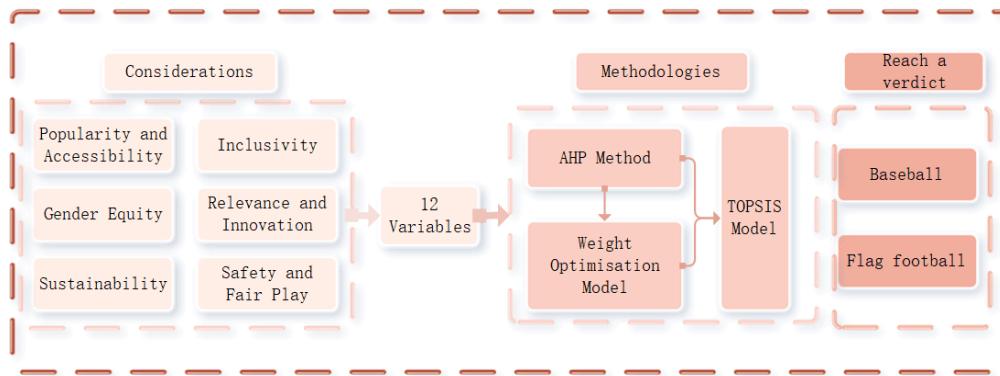 Considerations
Popularity and
Accessibility
Inclusivity
Gender Equity
Relevance and
Innovation
Sustainability
Safety and
Fair Play
12
Variables
Methodologies
AHP Method
Weight
Optimisation
Model
TOPSIS
Model
Reach a
verdict
Baseball
Flag football